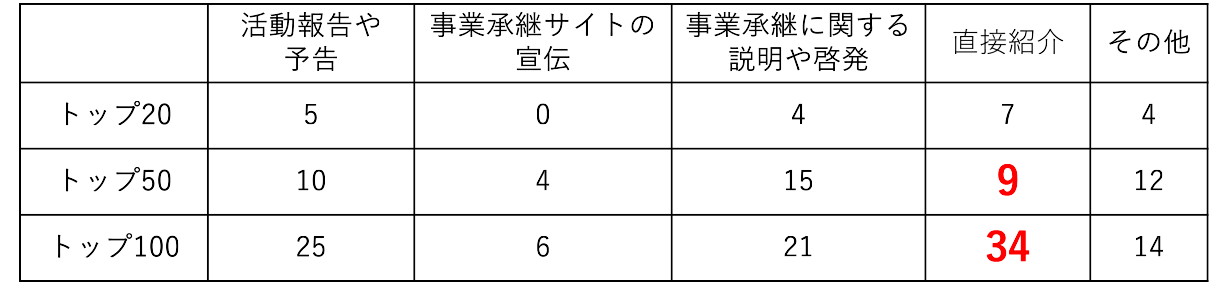 活動報告や
予告
事業承継サイトの
宣伝
事業承継に関する
説明や啓発
直接紹介
その他
トップ20 5 0 4 7 4
トップ50 10 4 15 9 12
トップ100 25 6 21 34 14